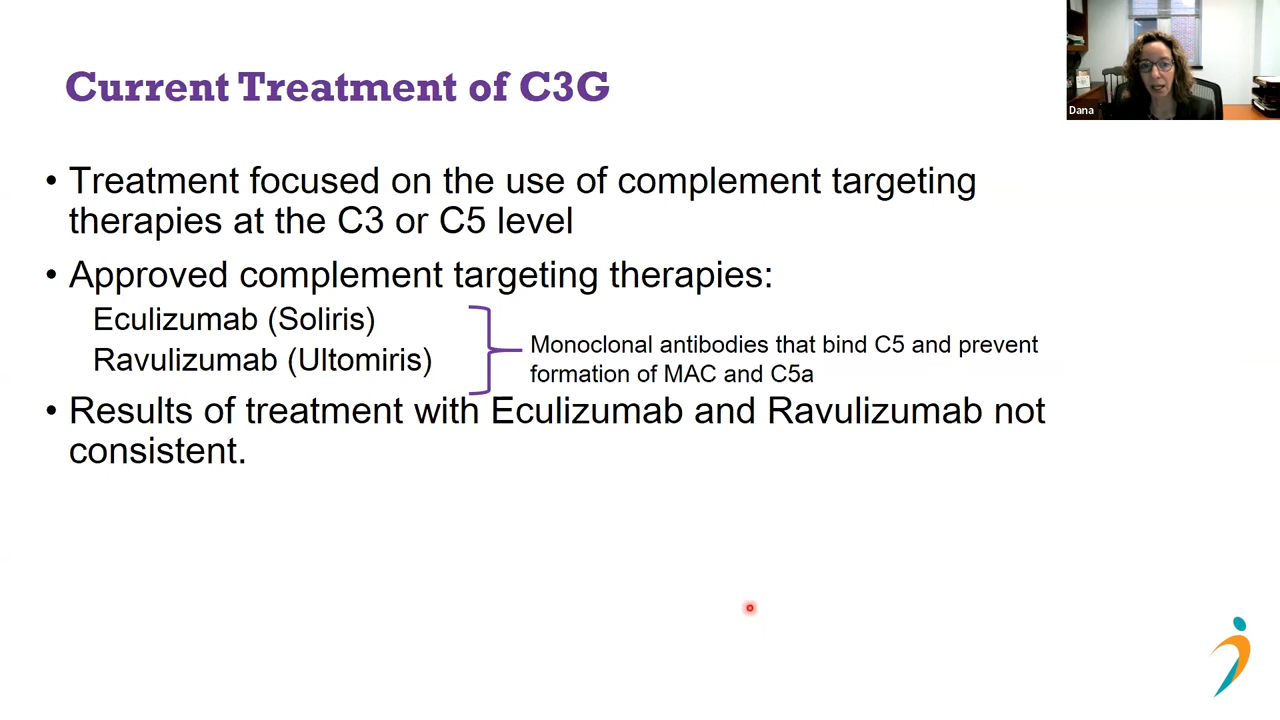 Current Treatment of C3G
Dana
• Treatment focused on the use of complement targeting
therapies at the C3 or C5 level
• Approved complement targeting therapies:
Eculizumab (Soliris)
Ravulizumab (Ultomiris)
Monoclonal antibodies that bind C5 and prevent
formation of MAC and C5a
• Results of treatment with Eculizumab and Ravulizumab not
consistent.